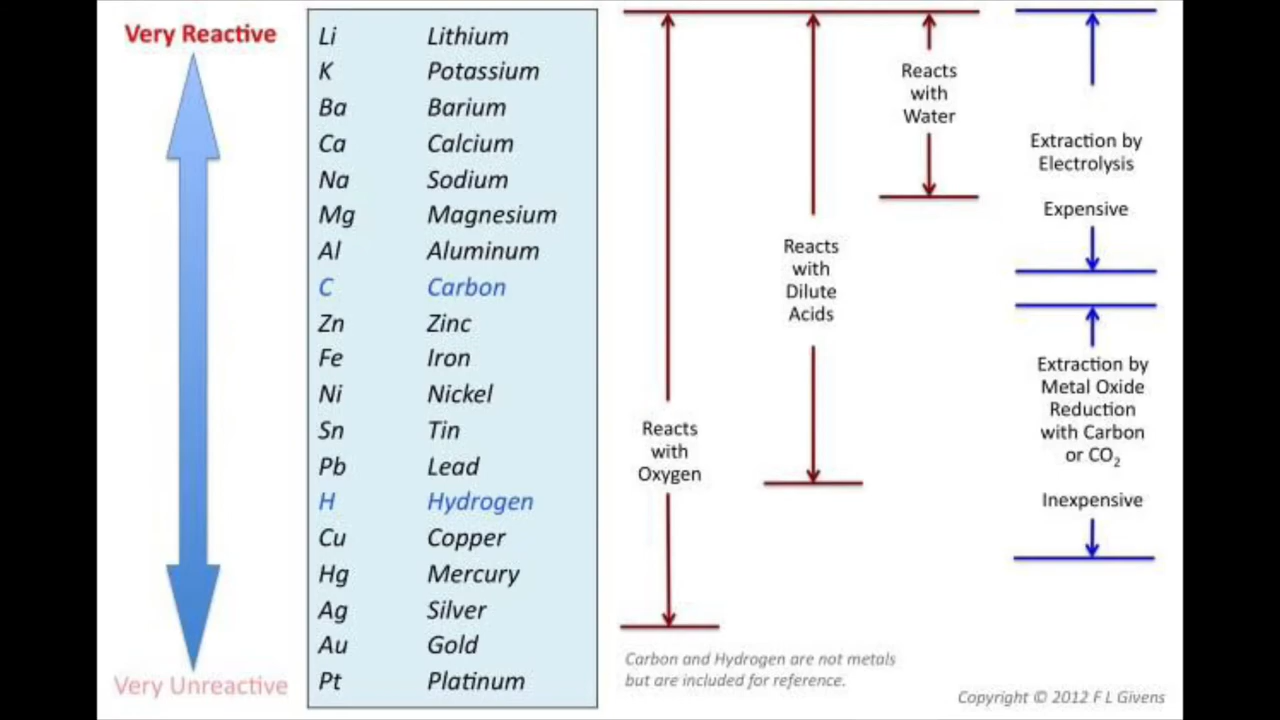 Very Reactive
Li Lithium
K Potassium
Ba Barium
Ca Calcium
Na Sodium
Mg Magnesium
Al Aluminum
C Carbon
Zn Zinc
Fe Iron
Ni Nickel
Sn Tin
Pb Lead
H Hydrogen
Cu Copper
Hg Mercury
Ag Silver
Au Gold
Pt Platinum
Very Unreactive
Reacts
with
Oxygen
Reacts
with
Dilute
Acids
Reacts
with
Water
Extraction by
Electrolysis
Expensive
Extraction by
Metal Oxide
Reduction
with Carbon
or CO₂
Inexpensive
Carbon and Hydrogen are not metals
but are included for reference.
Copyright © 2012 F L Givens